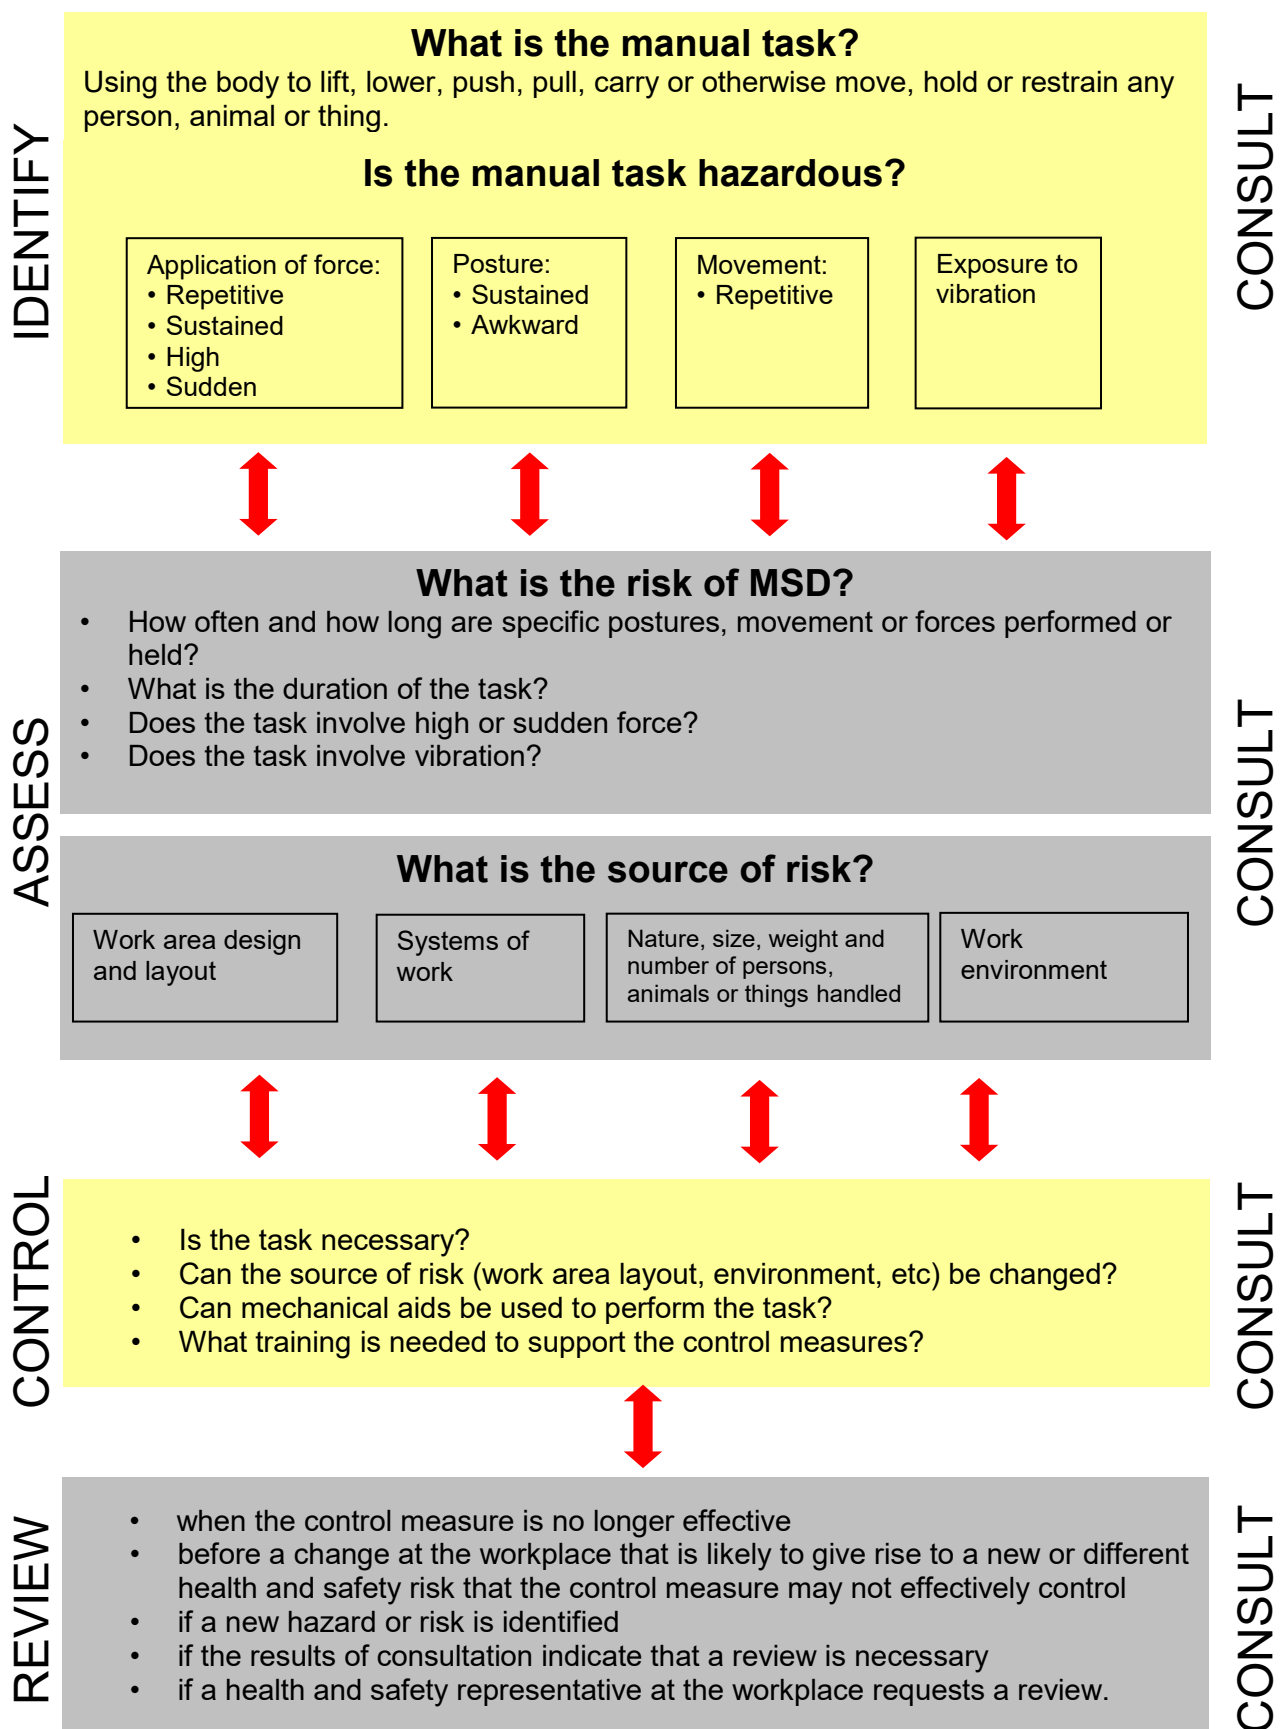 IDENTIFY
CONSULT
What is the manual task?
Using the body to lift, lower, push, pull, carry or otherwise move, hold or restrain any
person, animal or thing.
Is the manual task hazardous?
Application of force:
• Repetitive
• Sustained
• High
• Sudden
Posture:
• Sustained
• Awkward
Movement:
• Repetitive
Exposure to
vibration
ASSESS
CONSULT
What is the risk of MSD?
• How often and how long are specific postures, movement or forces performed or
held?
• What is the duration of the task?
• Does the task involve high or sudden force?
• Does the task involve vibration?
What is the source of risk?
Work area design
and layout
Systems of
work
Nature, size, weight and
number of persons,
animals or things handled
Work
environment
CONTROL
CONSULT
• Is the task necessary?
• Can the source of risk (work area layout, environment, etc) be changed?
• Can mechanical aids be used to perform the task?
• What training is needed to support the control measures?
REVIEW
CONSULT
• when the control measure is no longer effective
• before a change at the workplace that is likely to give rise to a new or different
health and safety risk that the control measure may not effectively control
• if a new hazard or risk is identified
• if the results of consultation indicate that a review is necessary
• if a health and safety representative at the workplace requests a review.